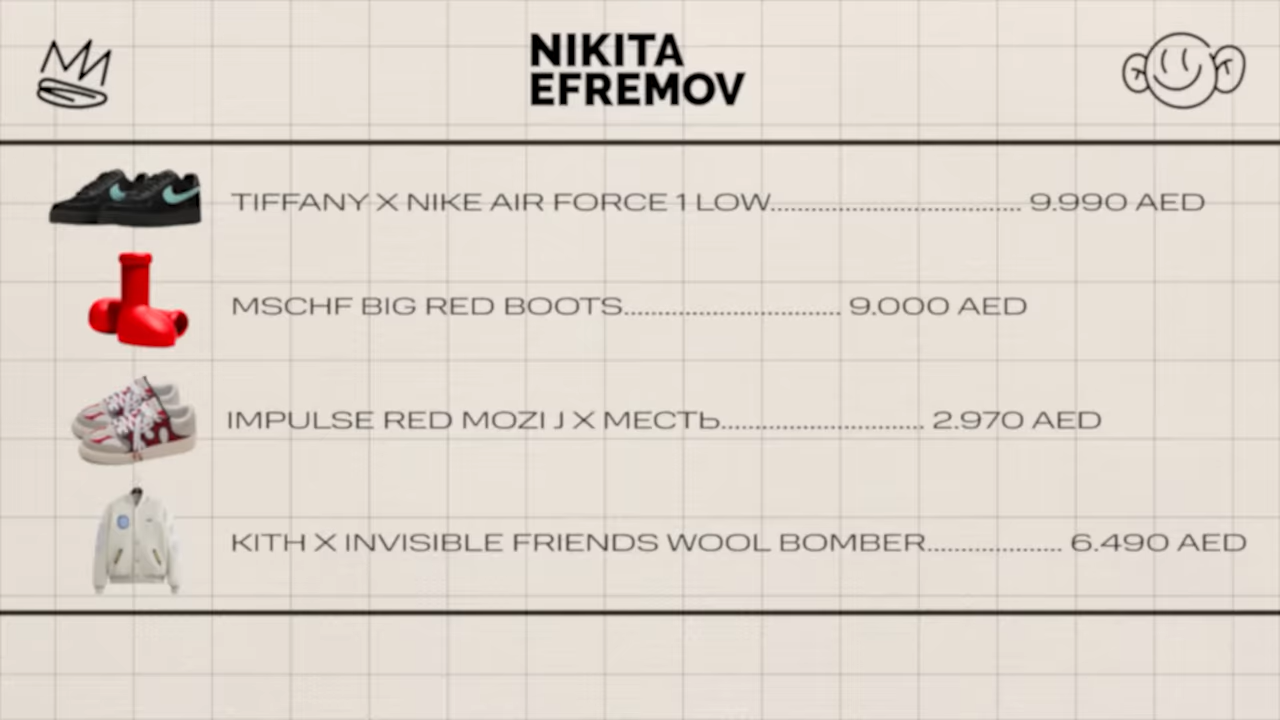 NIKITA
EFREMOV
TIFFANY X NIKE AIR FORCE 1 LOW.................................... 9.990 AED
MSCHF BIG RED BOOTS................................ 9.000 AED
IMPULSE RED MOZI J X МЕСТЬ.............................. 2.970 AED
KITH X INVISIBLE FRIENDS WOOL BOMBER.................... 6.490 AED